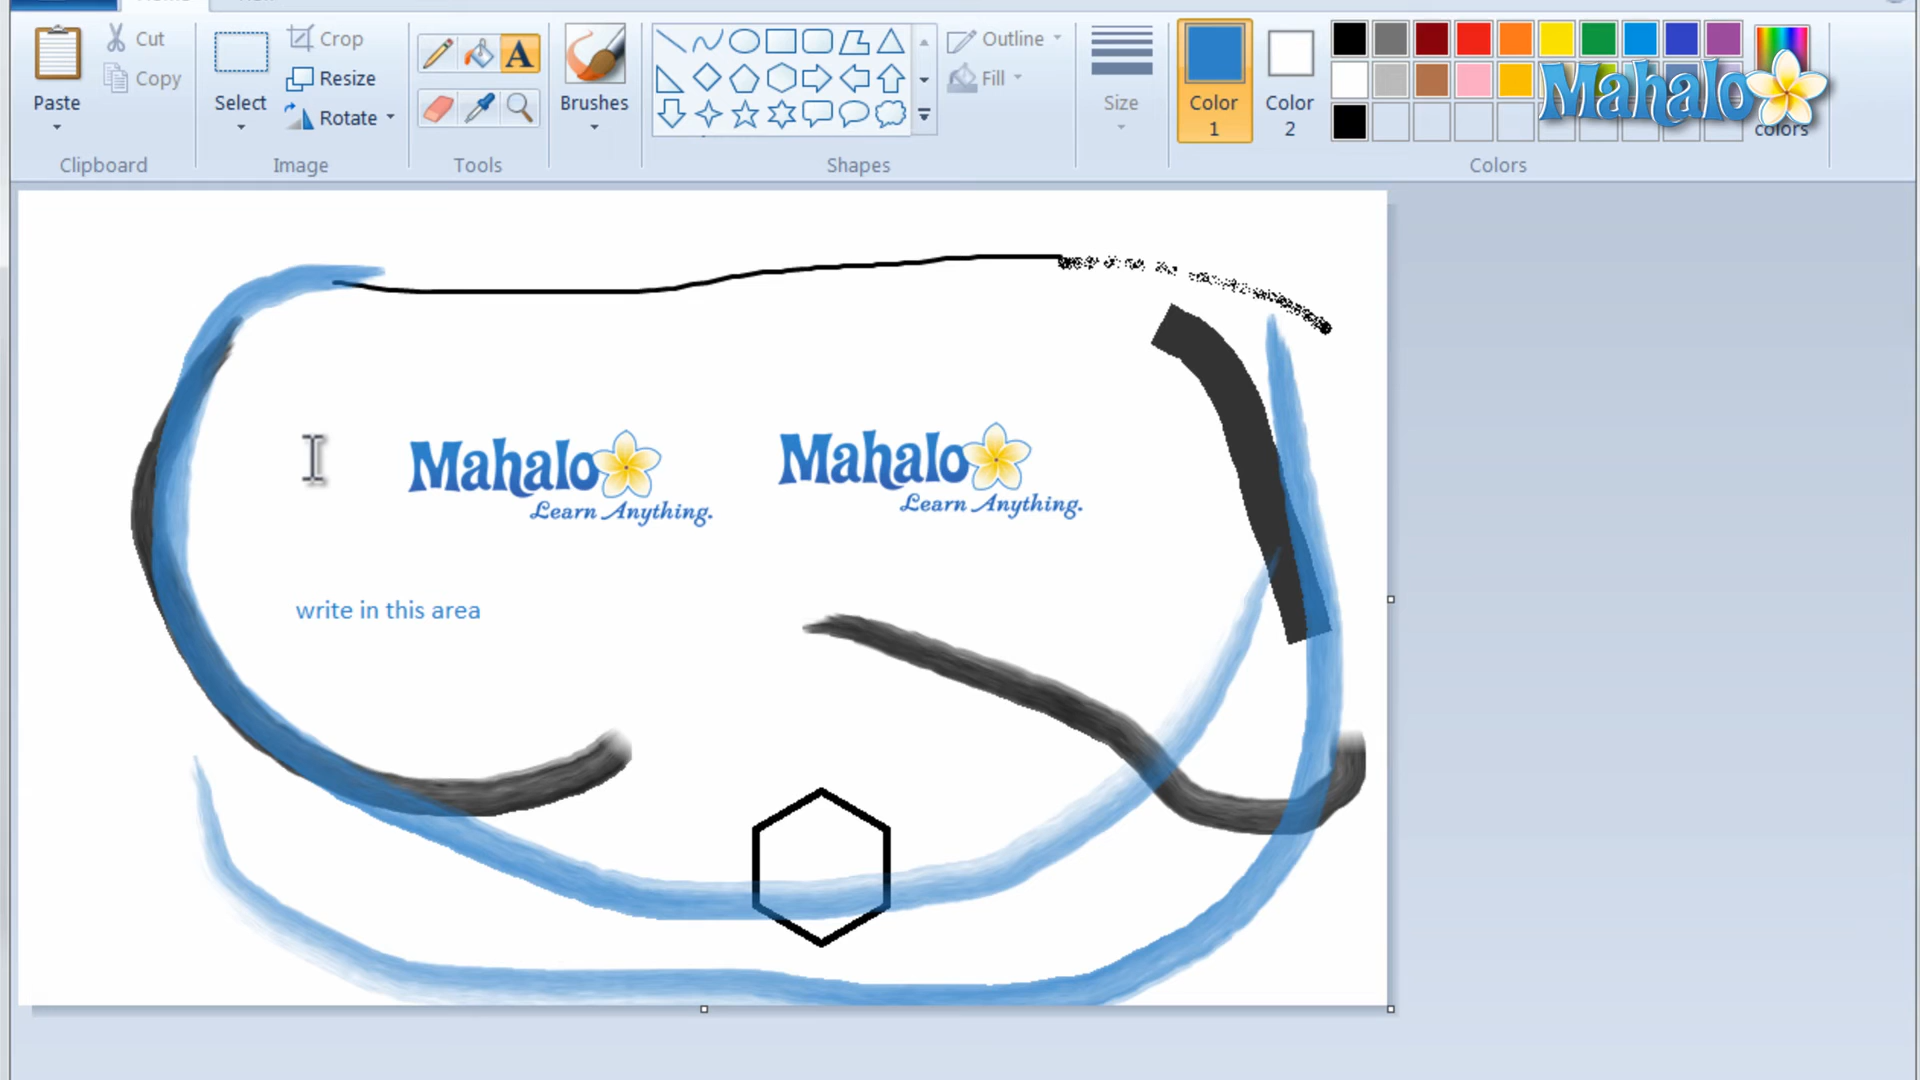 Paste
Cut
Copy
Clipboard
Select
Crop
Resize
Rotate
Image
A
Tools
Brushes
Shapes
Outline
Fill
Size
Color
1
Color
2
colors
Colors
Mahalo
Mahalo
Learn Anything.
Mahalo
Learn Anything.
write in this area